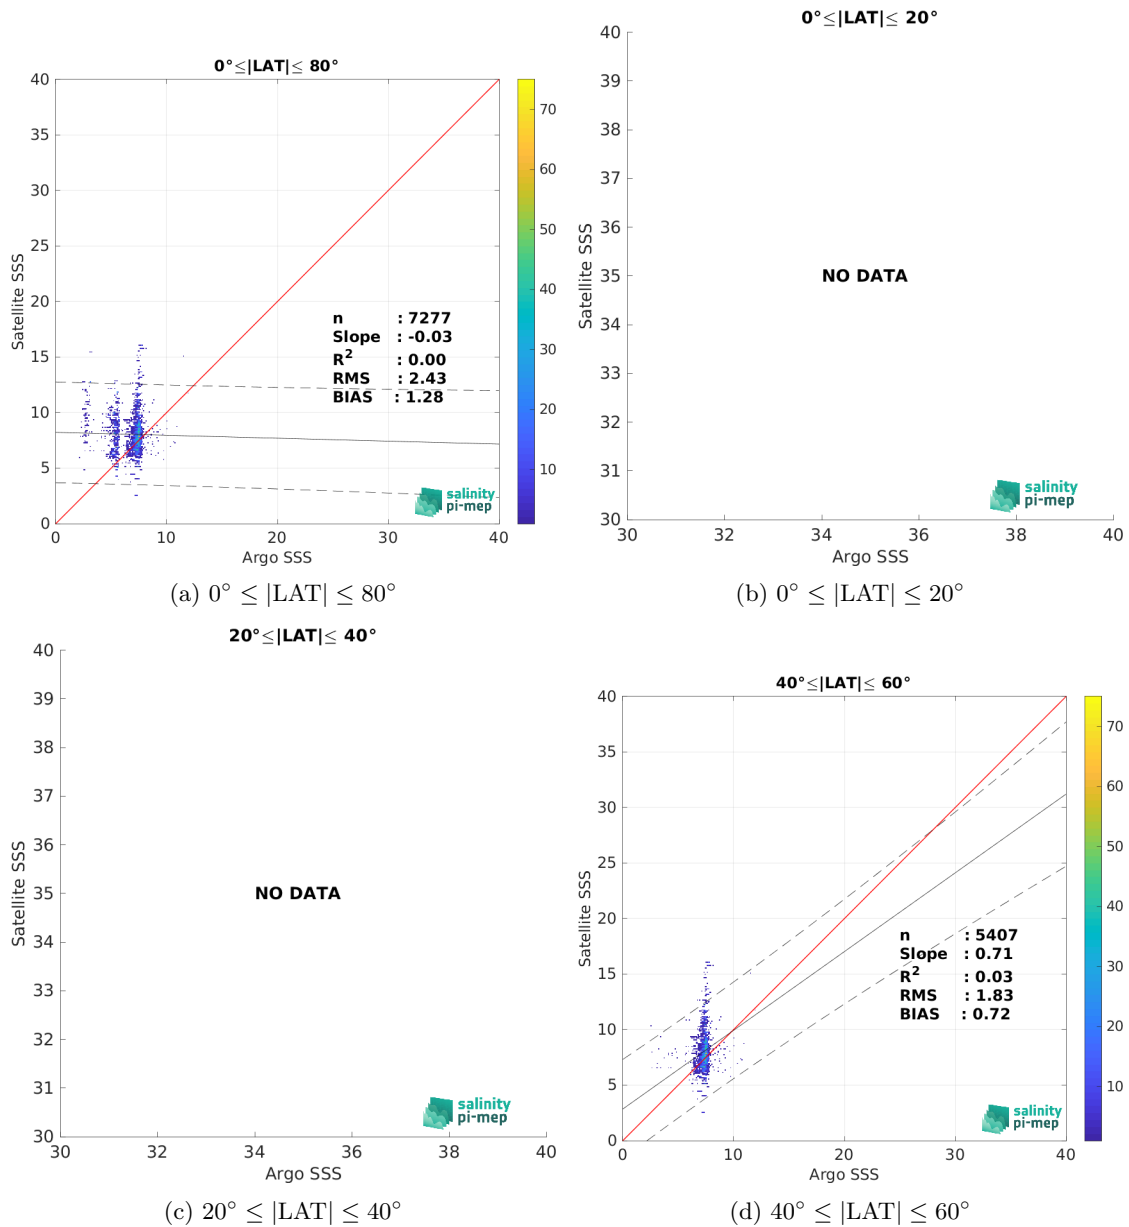 0°≤|LAT|≤ 80°
40
35
30
25
20
15
10
5
0
Satellite SSS
0
10
20
30
40
Argo SSS
70
60
50
40
30
20
10
n : 7277
Slope : -0.03
R² : 0.00
RMS : 2.43
BIAS : 1.28
salinity
pi-mep
(a) 0° ≤ |LAT| ≤ 80°
0°≤|LAT|≤ 20°
40
39
38
37
36
35
34
33
32
31
30
Satellite SSS
NO DATA
30
32
34
36
38
40
Argo SSS
salinity
pi-mep
(b) 0° ≤ |LAT| ≤ 20°
20°≤|LAT|≤ 40°
40
39
38
37
36
35
34
33
32
31
30
Satellite SSS
NO DATA
30
32
34
36
38
40
Argo SSS
salinity
pi-mep
(c) 20° ≤ |LAT| ≤ 40°
40°≤|LAT|≤ 60°
40
35
30
25
20
15
10
5
0
Satellite SSS
0
10
20
30
40
Argo SSS
70
60
50
40
30
20
10
n : 5407
Slope : 0.71
R² : 0.03
RMS : 1.83
BIAS : 0.72
salinity
pi-mep
(d) 40° ≤ |LAT| ≤ 60°